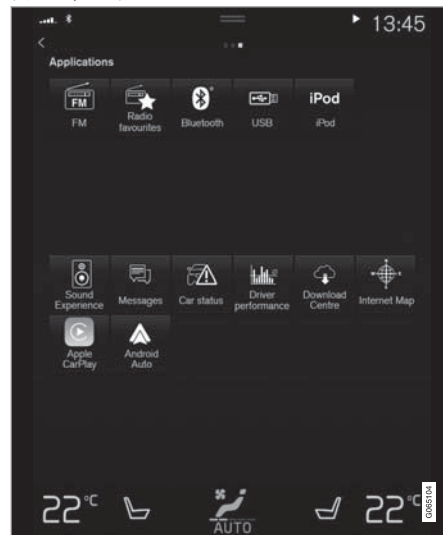 13:45
Applications
FM
iPod
FM
Radio
favourites
Bluetooth
USB
iPod
Sound
Experience
Messages
Car status
Driver
performance
Download
Centre
Internet Map
Apple
CarPlay
Android
Auto
22°C
AUTO
22°C
G065104